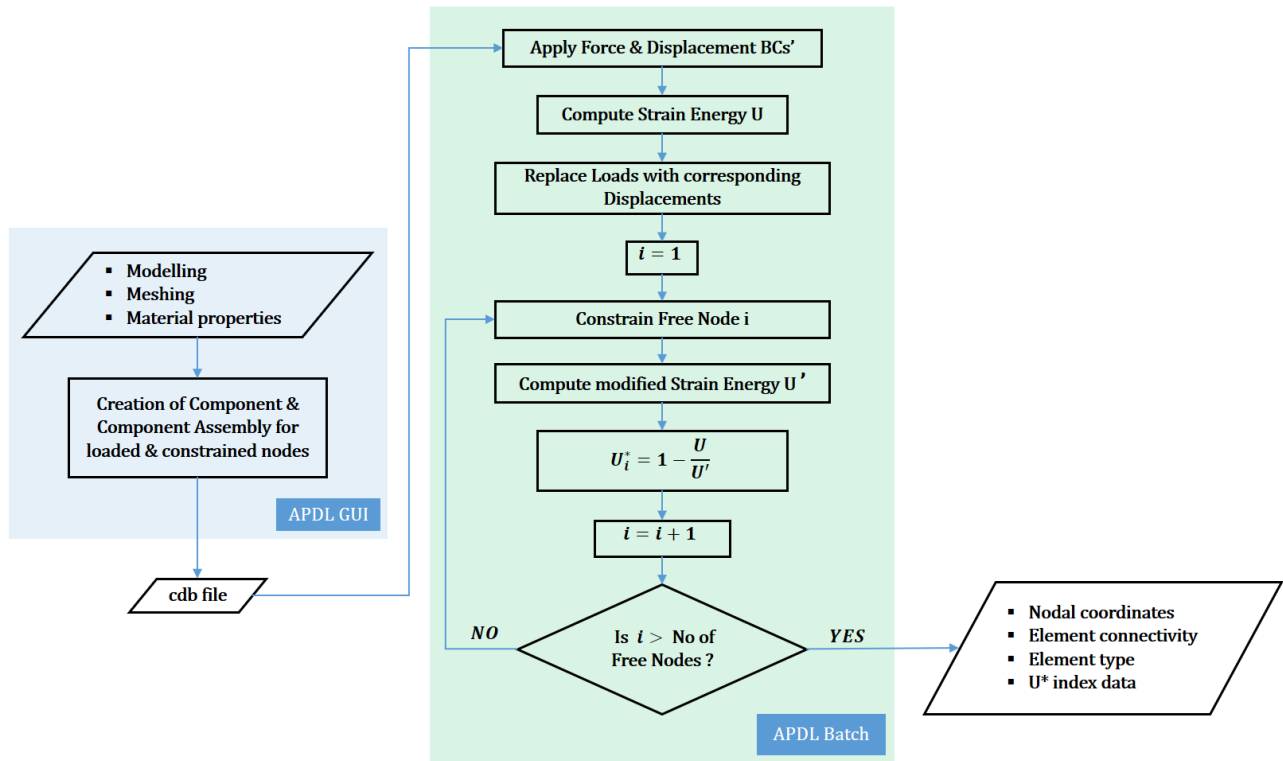 ▪ Modelling
▪ Meshing
▪ Material properties
Creation of Component &
Component Assembly for
loaded & constrained nodes
APDL GUI
cdb file
Apply Force & Displacement BCs’
Compute Strain Energy U
Replace Loads with corresponding
Displacements
i = 1
Constrain Free Node i
Compute modified Strain Energy U ’
U_i^* = 1 − U/U′
i = i + 1
Is i > No of
Free Nodes ?
NO
YES
APDL Batch
▪ Nodal coordinates
▪ Element connectivity
▪ Element type
▪ U* index data